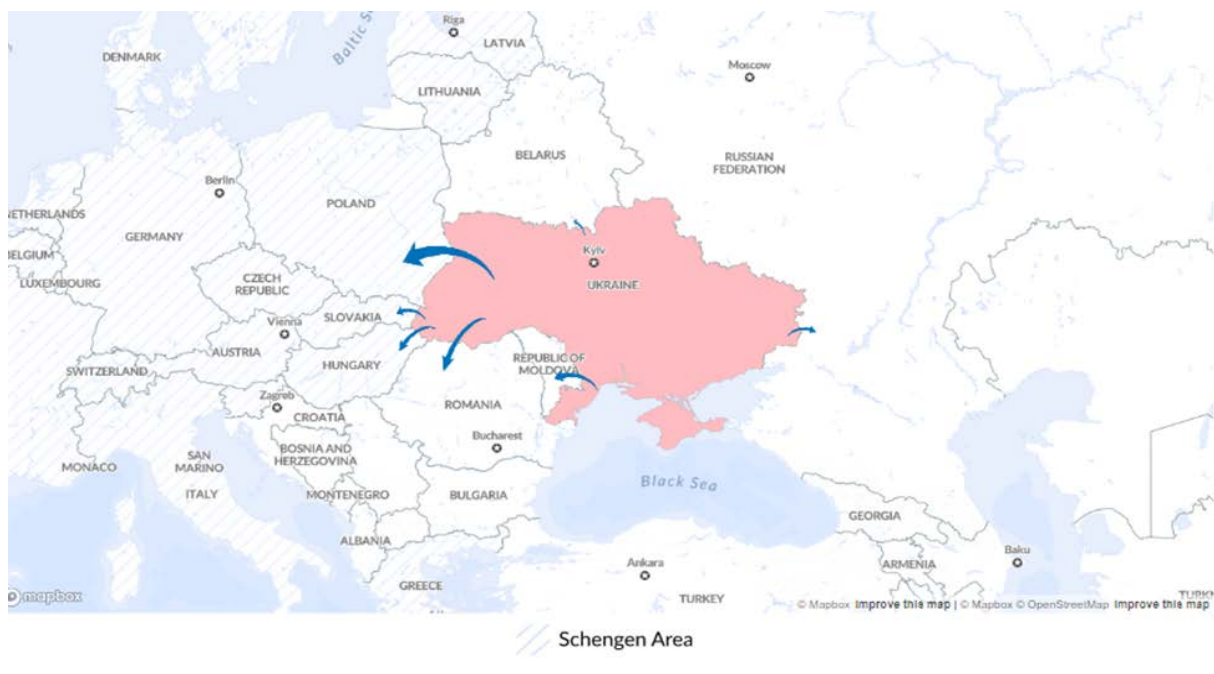 Riga
Baltic S
LATVIA
DENMARK
Moscow
LITHUANIA
BELARUS
RUSSIAN
FEDERATION
Berlin
POLAND
NETHERLANDS
GERMANY
Kyiv
BELGIUM
UKRAINE
LUXEMBOURG
CZECH
REPUBLIC
SLOVAKIA
Vienna
AUSTRIA
HUNGARY
REPUBLIC OF
MOLDOVA
SWITZERLAND
Zagreb
ROMANIA
CROATIA
Bucharest
BOSNIA AND
HERZEGOVINA
SAN
MARINO
MONACO
ITALY
MONTENEGRO
BULGARIA
Black Sea
GEORGIA
ALBANIA
Baku
Ankara
ARMENIA
GREECE
TURKEY
mapbox
© Mapbox Improve this map | © Mapbox © OpenStreetMap Improve this map
Schengen Area